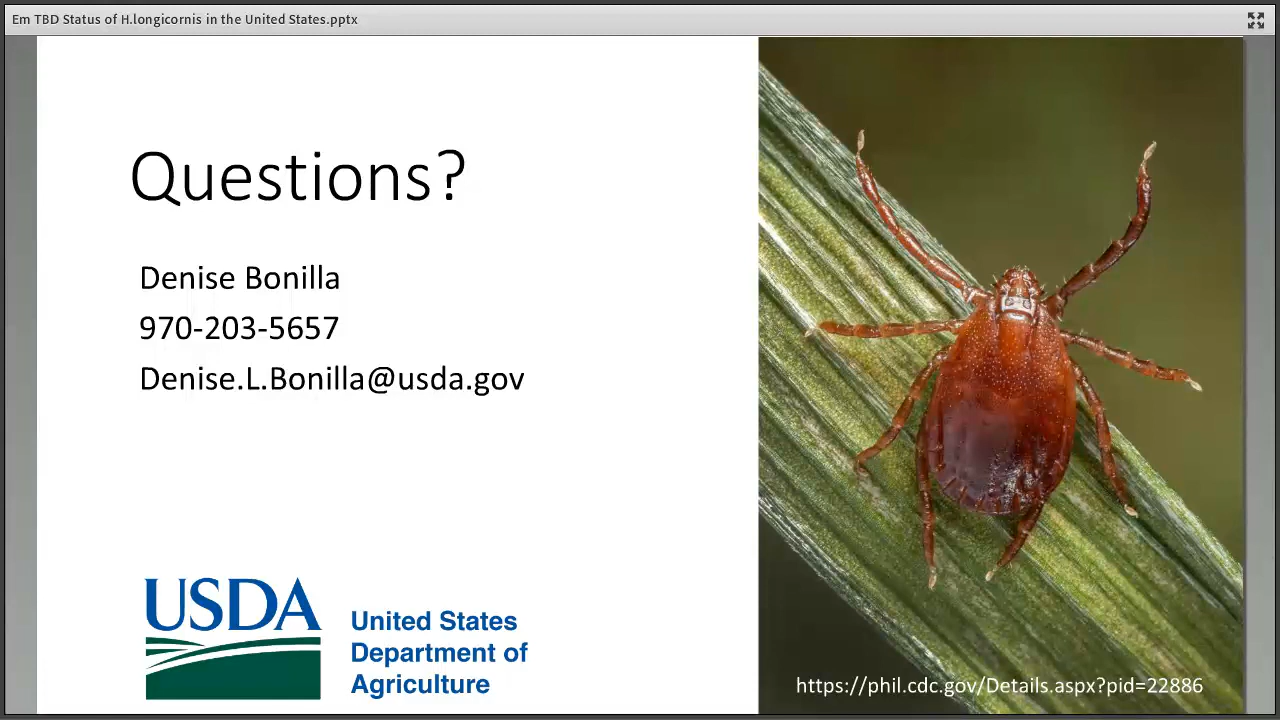 Em TBD Status of H.longicornis in the United States.pptx
Questions?
Denise Bonilla
970-203-5657
Denise.L.Bonilla@usda.gov
USDA
United States
Department of
Agriculture
https://phil.cdc.gov/Details.aspx?pid=22886